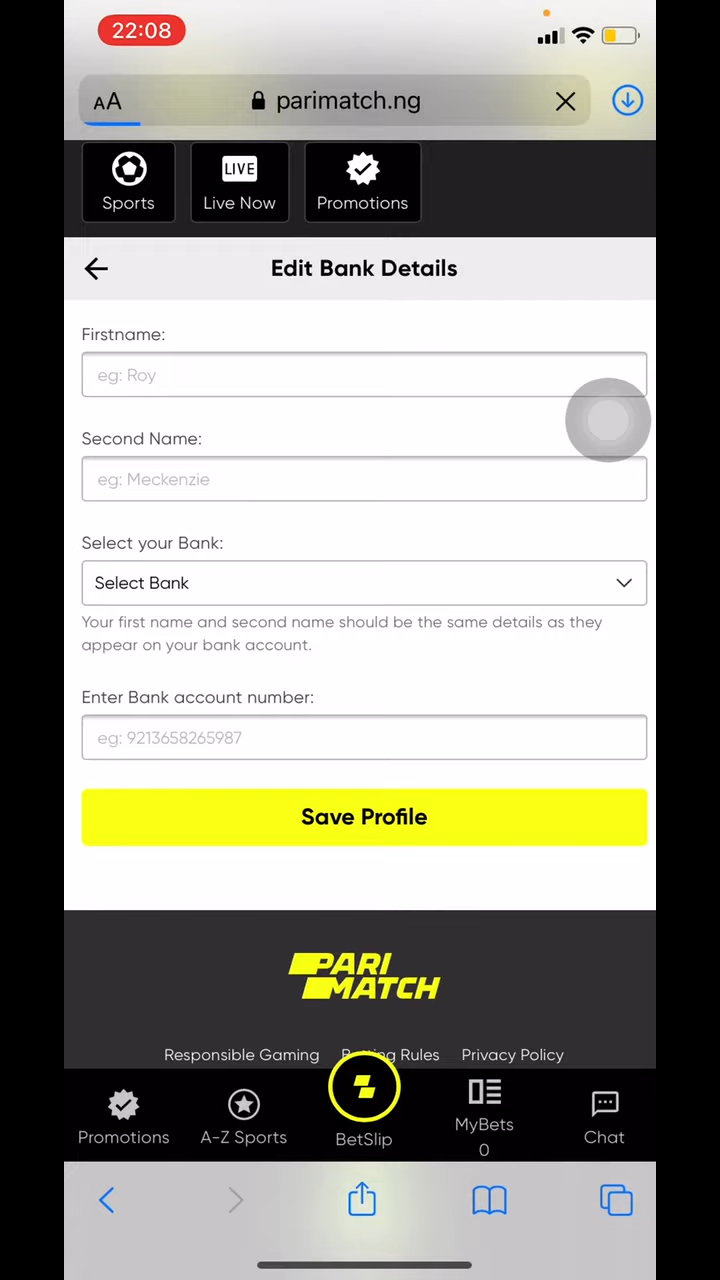 22:08
AA parimatch.ng
LIVE
Sports Live Now Promotions
Edit Bank Details
Firstname:
eg: Roy
Second Name:
eg: Meckenzie
Select your Bank:
Select Bank
Your first name and second name should be the same details as they
appear on your bank account.
Enter Bank account number:
eg: 9213658265987
Save Profile
PARI
MATCH
Responsible Gaming Betting Rules Privacy Policy
Promotions A-Z Sports BetSlip MyBets Chat
0